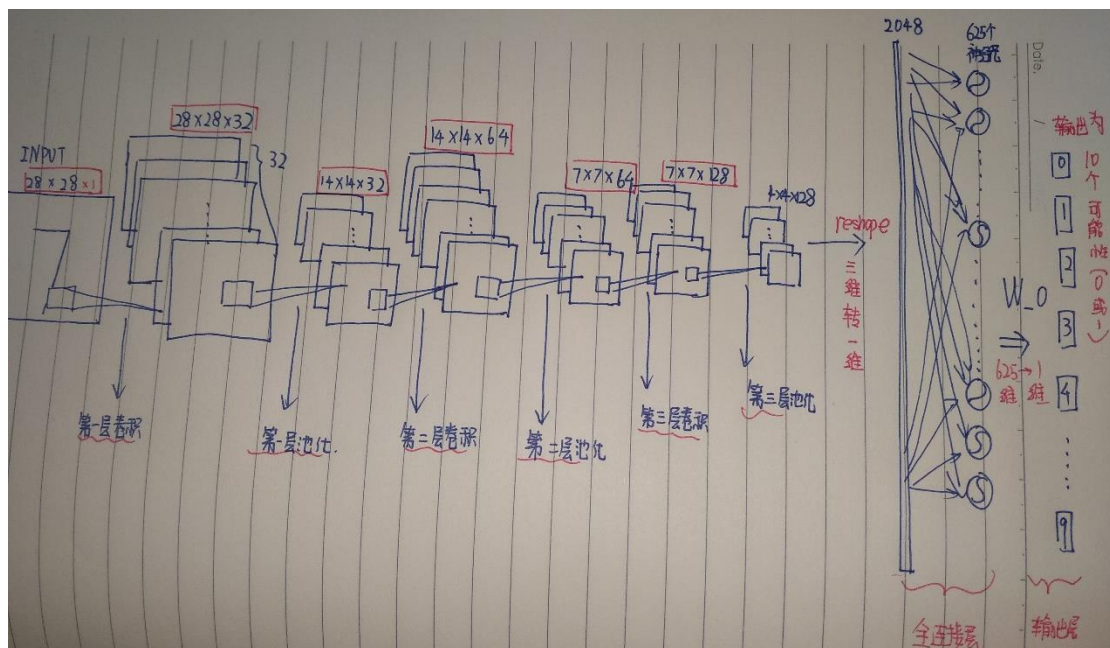 INPUT
28×28×1
28×28×32
32
14×14×32
14×14×64
7×7×64
7×7×128
4×4×128
reshape
三维转一维
2048
625个
神经元
Date.
W_0
625→1
维 维
输出为
10个可能性(0或1)
0
1
2
3
4
9
第一层卷积
第一层池化.
第二层卷积
第二层池化
第三层卷积
第三层池化
全连接层
输出层